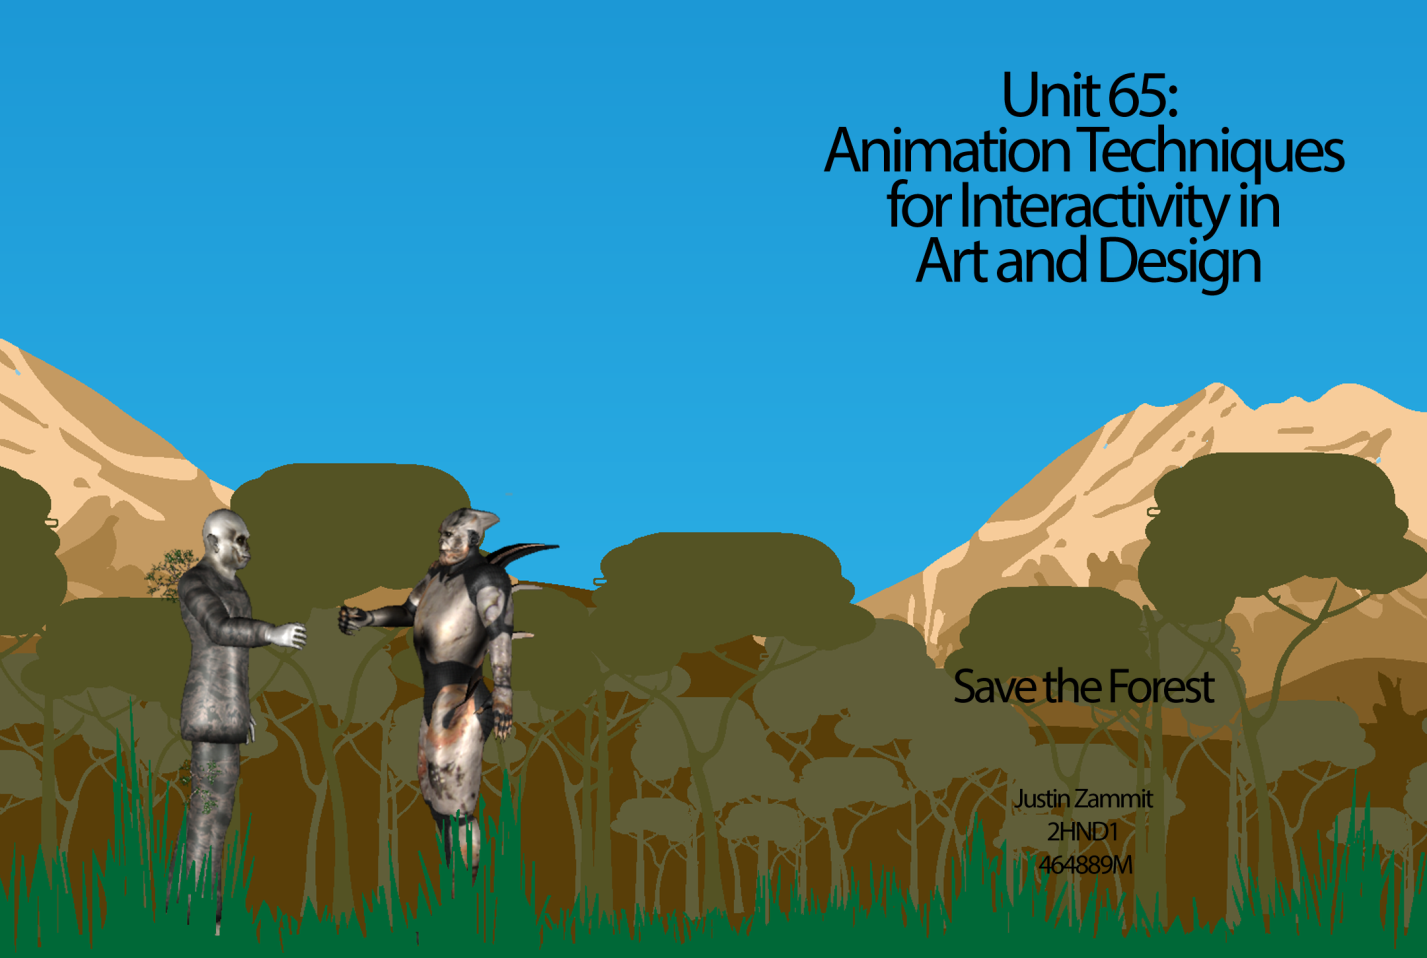 Unit 65:
Animation Techniques
for Interactivity in
Art and Design
Save the Forest
Justin Zammit
2HND1
464889M